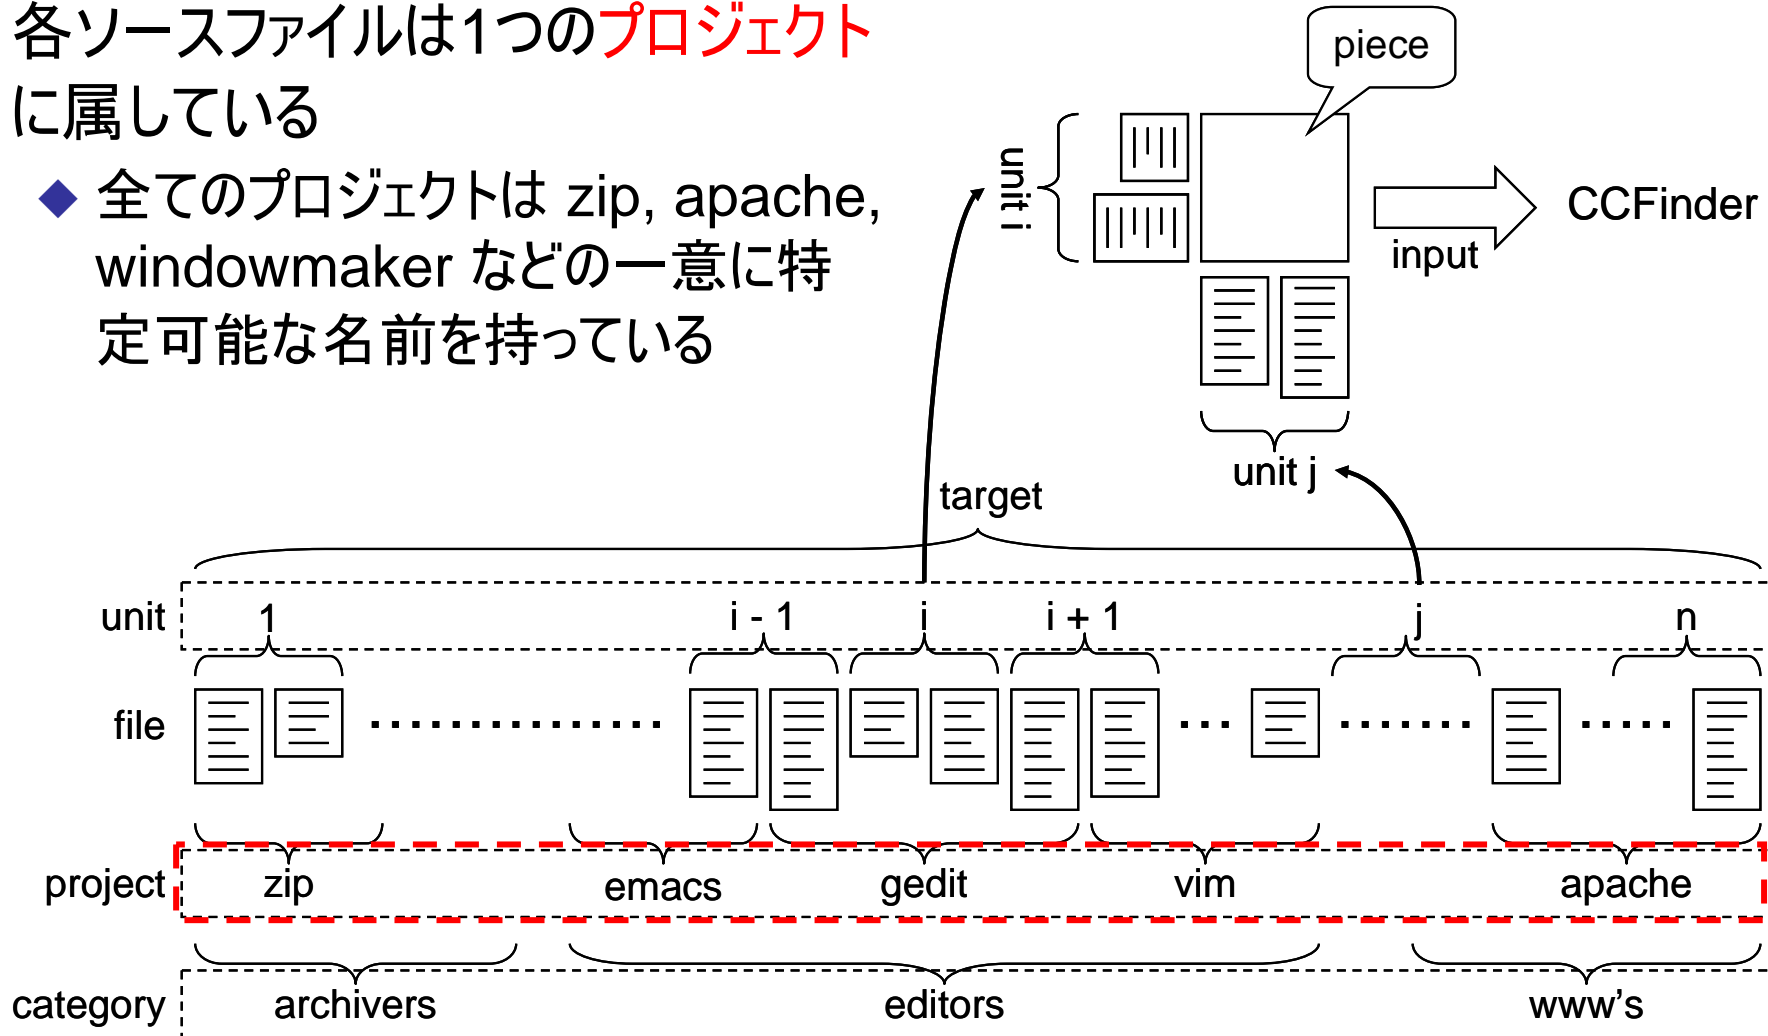 各ソースファイルは1つのプロジェクト
に属している
全てのプロジェクトは zip, apache,
windowmaker などの一意に特
定可能な名前を持っている
piece
unit i
CCFinder
input
unit j
target
unit 1 i - 1 i i + 1 j n
file
project zip emacs gedit vim apache
category archivers editors www's